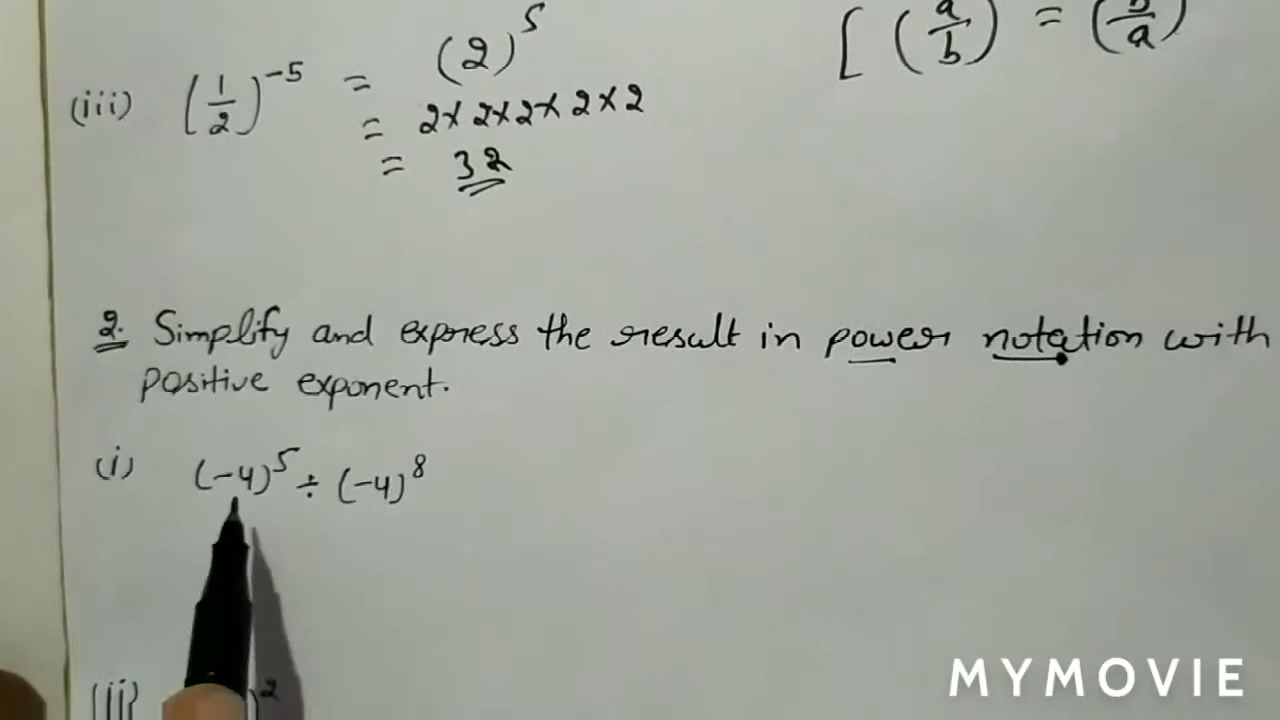 [ (a/b) = (b/a)
(iii) (1/2)^-5 = (2)^5
= 2×2×2×2×2
= 32
2. Simplify and express the result in power notation with
positive exponent.
(i) (-4)^5 ÷ (-4)^8
(ii) )^2
MYMOVIE